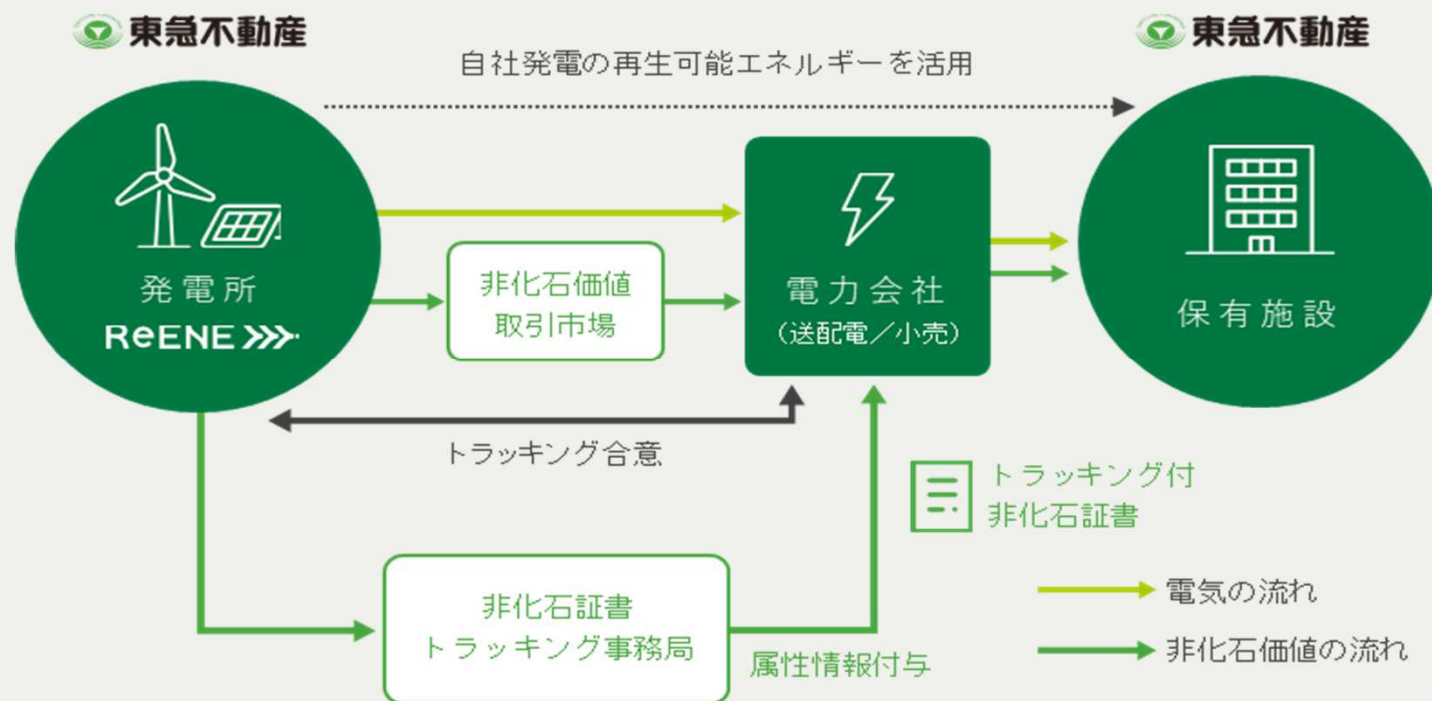 東急不動産
東急不動産
自社発電の再生可能エネルギーを活用
発電所
ReENE
非化石価値
取引市場
電力会社
(送配電／小売)
保有施設
トラッキング合意
トラッキング付
非化石証書
非化石証書
トラッキング事務局
属性情報付与
電気の流れ
非化石価値の流れ